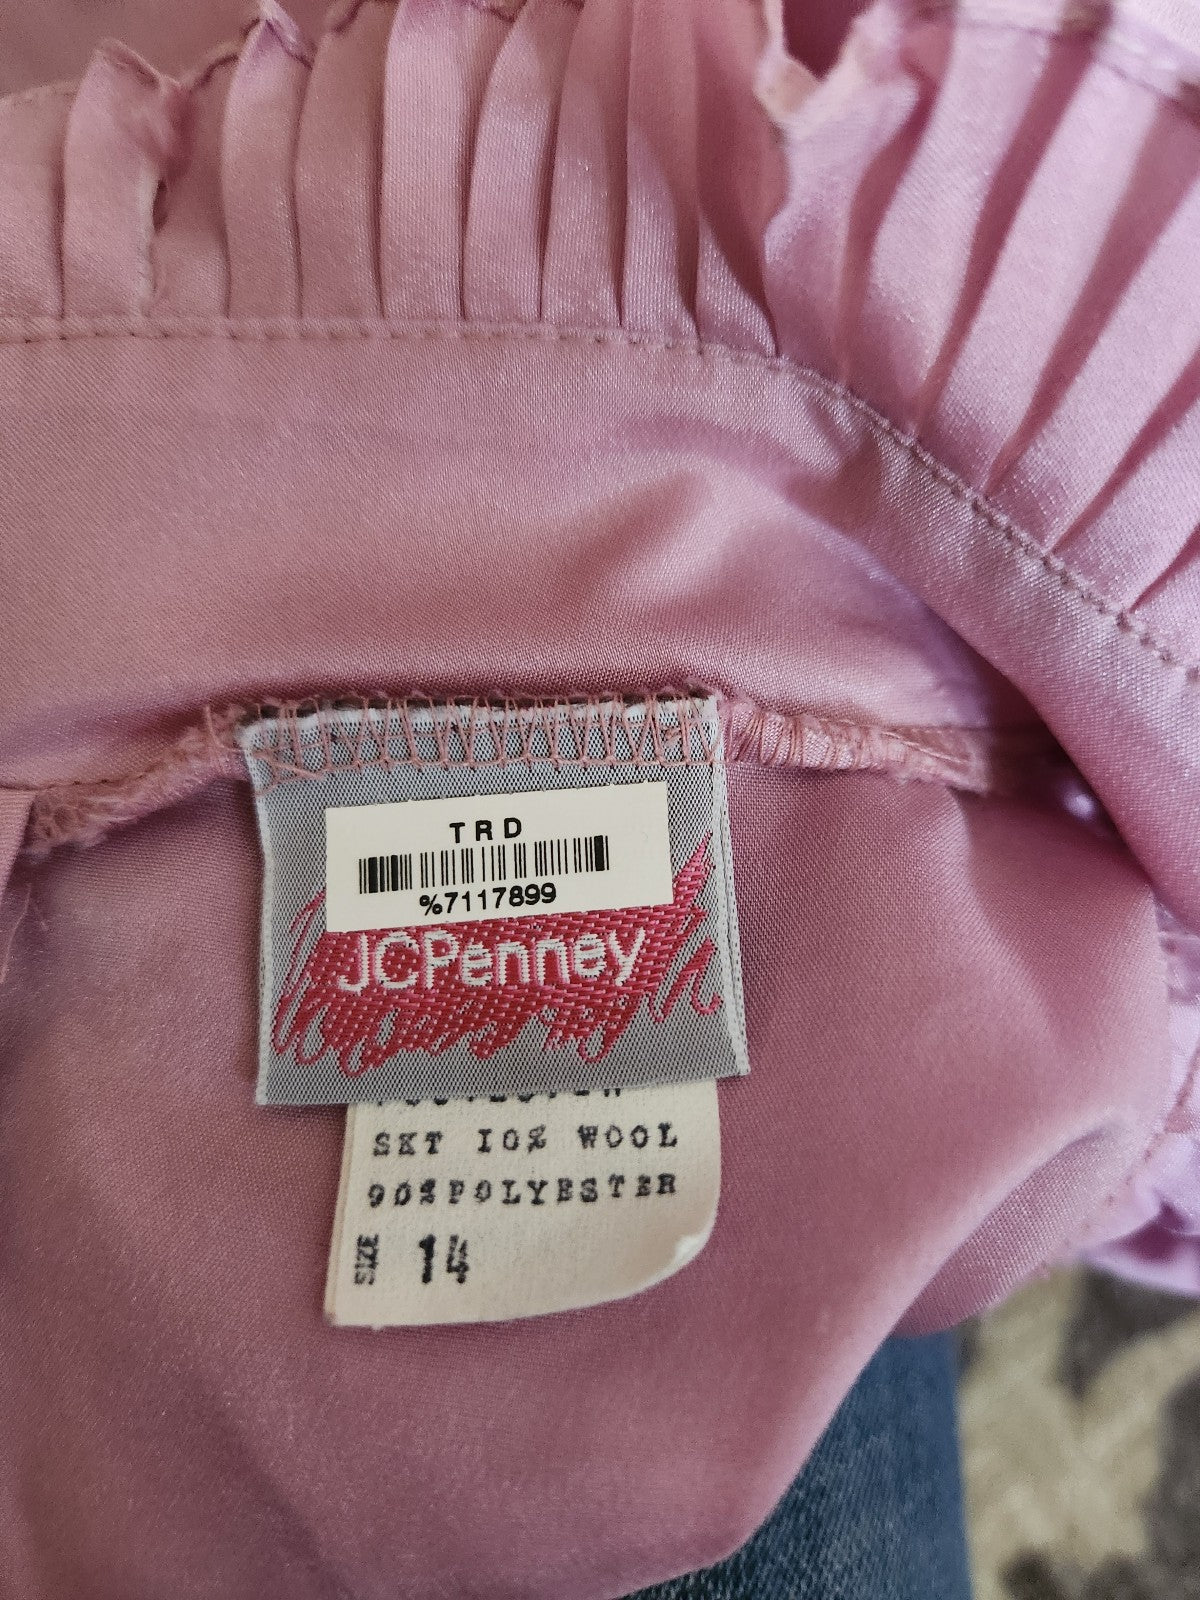 TRD
%7117899
JCPenney
SKT 10% WOOL
90% POLYESTER
SIZE 14